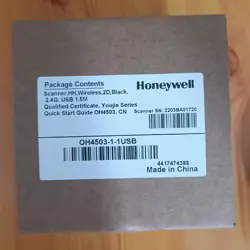 Package Contents
Honeywell
Scanner,HH,Wireless,2D,Black,
2.4G, USB 1.5M
Qualified Certificate, Youjie Series
Quick Start Guide OH4503, CN
Scanner SN: 2203BA01720
OH4503-1-1USB
4417474385
Made in China